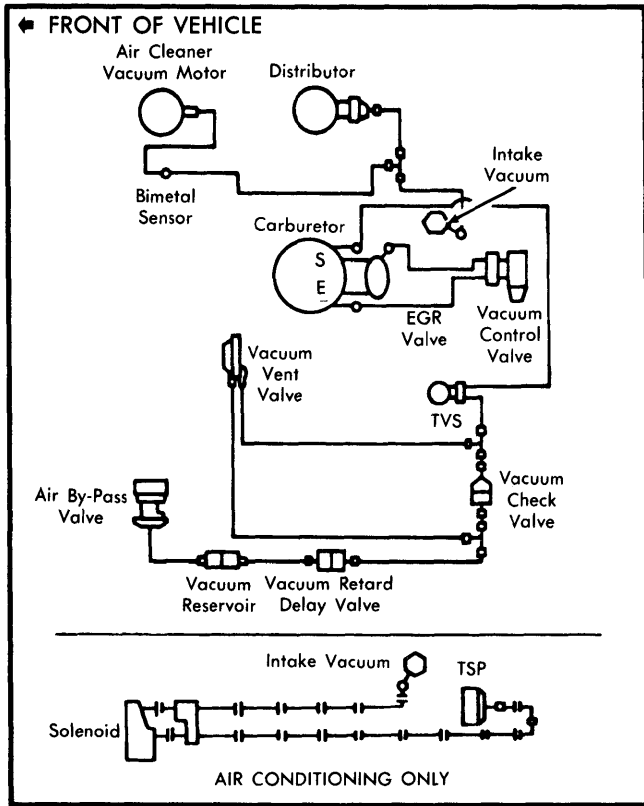 FRONT OF VEHICLE
Air Cleaner
Vacuum Motor
Distributor
Intake
Vacuum
Bimetal
Sensor
Carburetor
S
E
EGR
Valve
Vacuum
Control
Valve
Vacuum
Vent
Valve
TVS
Air By-Pass
Valve
Vacuum
Check
Valve
Vacuum
Reservoir
Vacuum Retard
Delay Valve
Intake Vacuum
TSP
Solenoid
AIR CONDITIONING ONLY